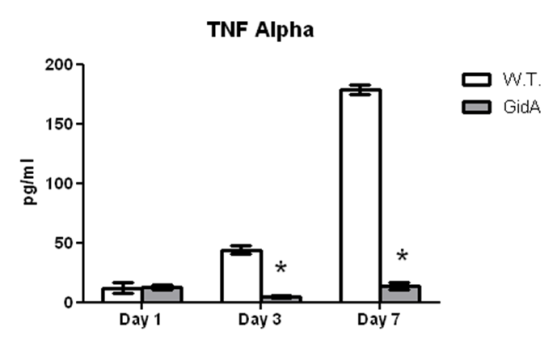 TNF Alpha
200
150
100
50
0
pg/ml
W.T.
GidA
*
*
Day 1
Day 3
Day 7